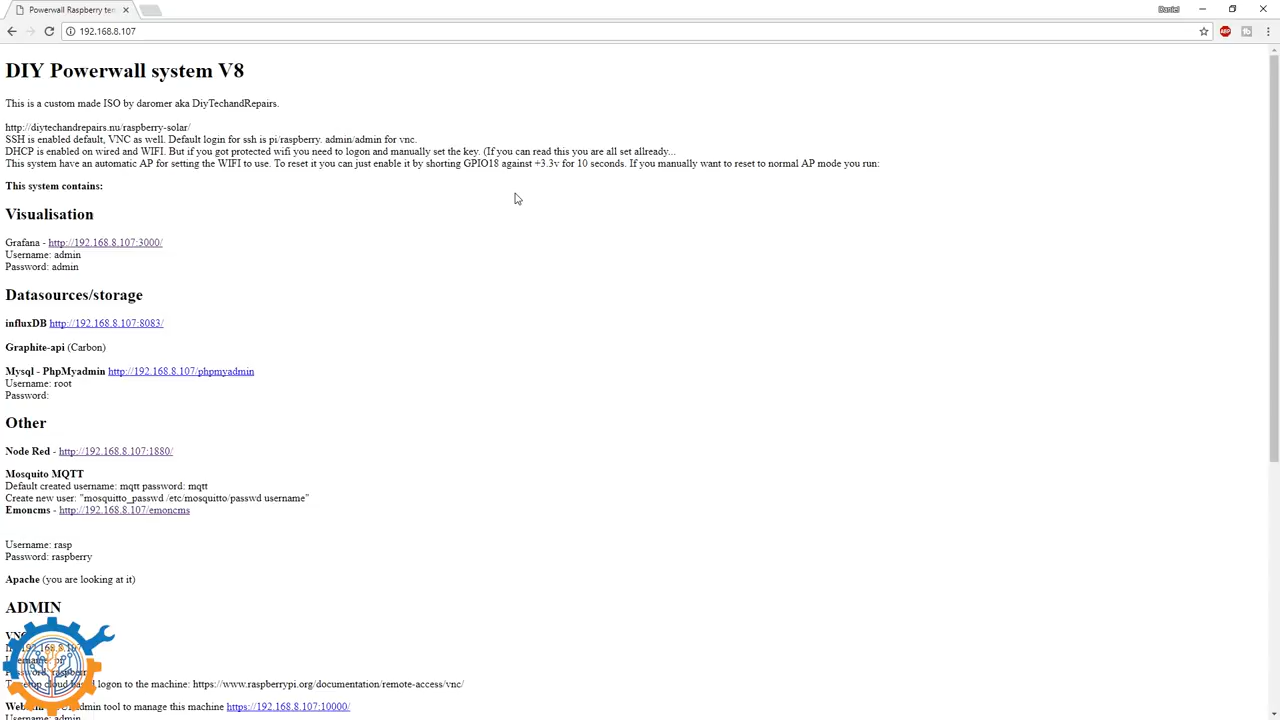 Powerwall Raspberry ten
Daniel
192.168.8.107
ABP
DIY Powerwall system V8
This is a custom made ISO by daromer aka DiyTechandRepairs.
http://diytechandrepairs.nu/raspberry-solar/
SSH is enabled default, VNC as well. Default login for ssh is pi/raspberry. admin/admin for vnc.
DHCP is enabled on wired and WIFI. But if you got protected wifi you need to logon and manually set the key. (If you can read this you are all set allready...
This system have an automatic AP for setting the WIFI to use. To reset it you can just enable it by shorting GPIO18 against +3.3v for 10 seconds. If you manually want to reset to normal AP mode you run:
This system contains:
Visualisation
Grafana - http://192.168.8.107:3000/
Username: admin
Password: admin
Datasources/storage
influxDB http://192.168.8.107:8083/
Graphite-api (Carbon)
Mysql - PhpMyadmin http://192.168.8.107/phpmyadmin
Username: root
Password:
Other
Node Red - http://192.168.8.107:1880/
Mosquito MQTT
Default created username: mqtt password: mqtt
Create new user: "mosquitto_passwd /etc/mosquitto/passwd username"
Emoncms - http://192.168.8.107/emoncms
Username: rasp
Password: raspberry
Apache (you are looking at it)
ADMIN
VNC
192.168.8.107
logon to the machine: https://www.raspberrypi.org/documentation/remote-access/vnc/
admin tool to manage this machine https://192.168.8.107:10000/
Username: admin